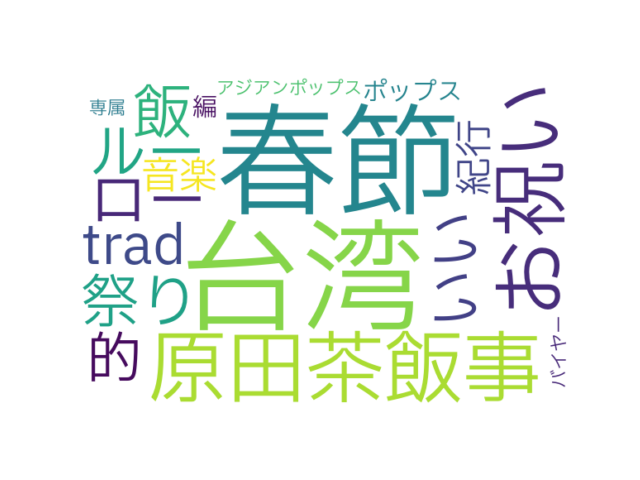 アジアンポップス
専属
飯
編
ポップス
春節
ルー
音楽
紀行
お祝い
ロー
trad
台湾
いい
祭り
的
原田茶飯事
バイヤー